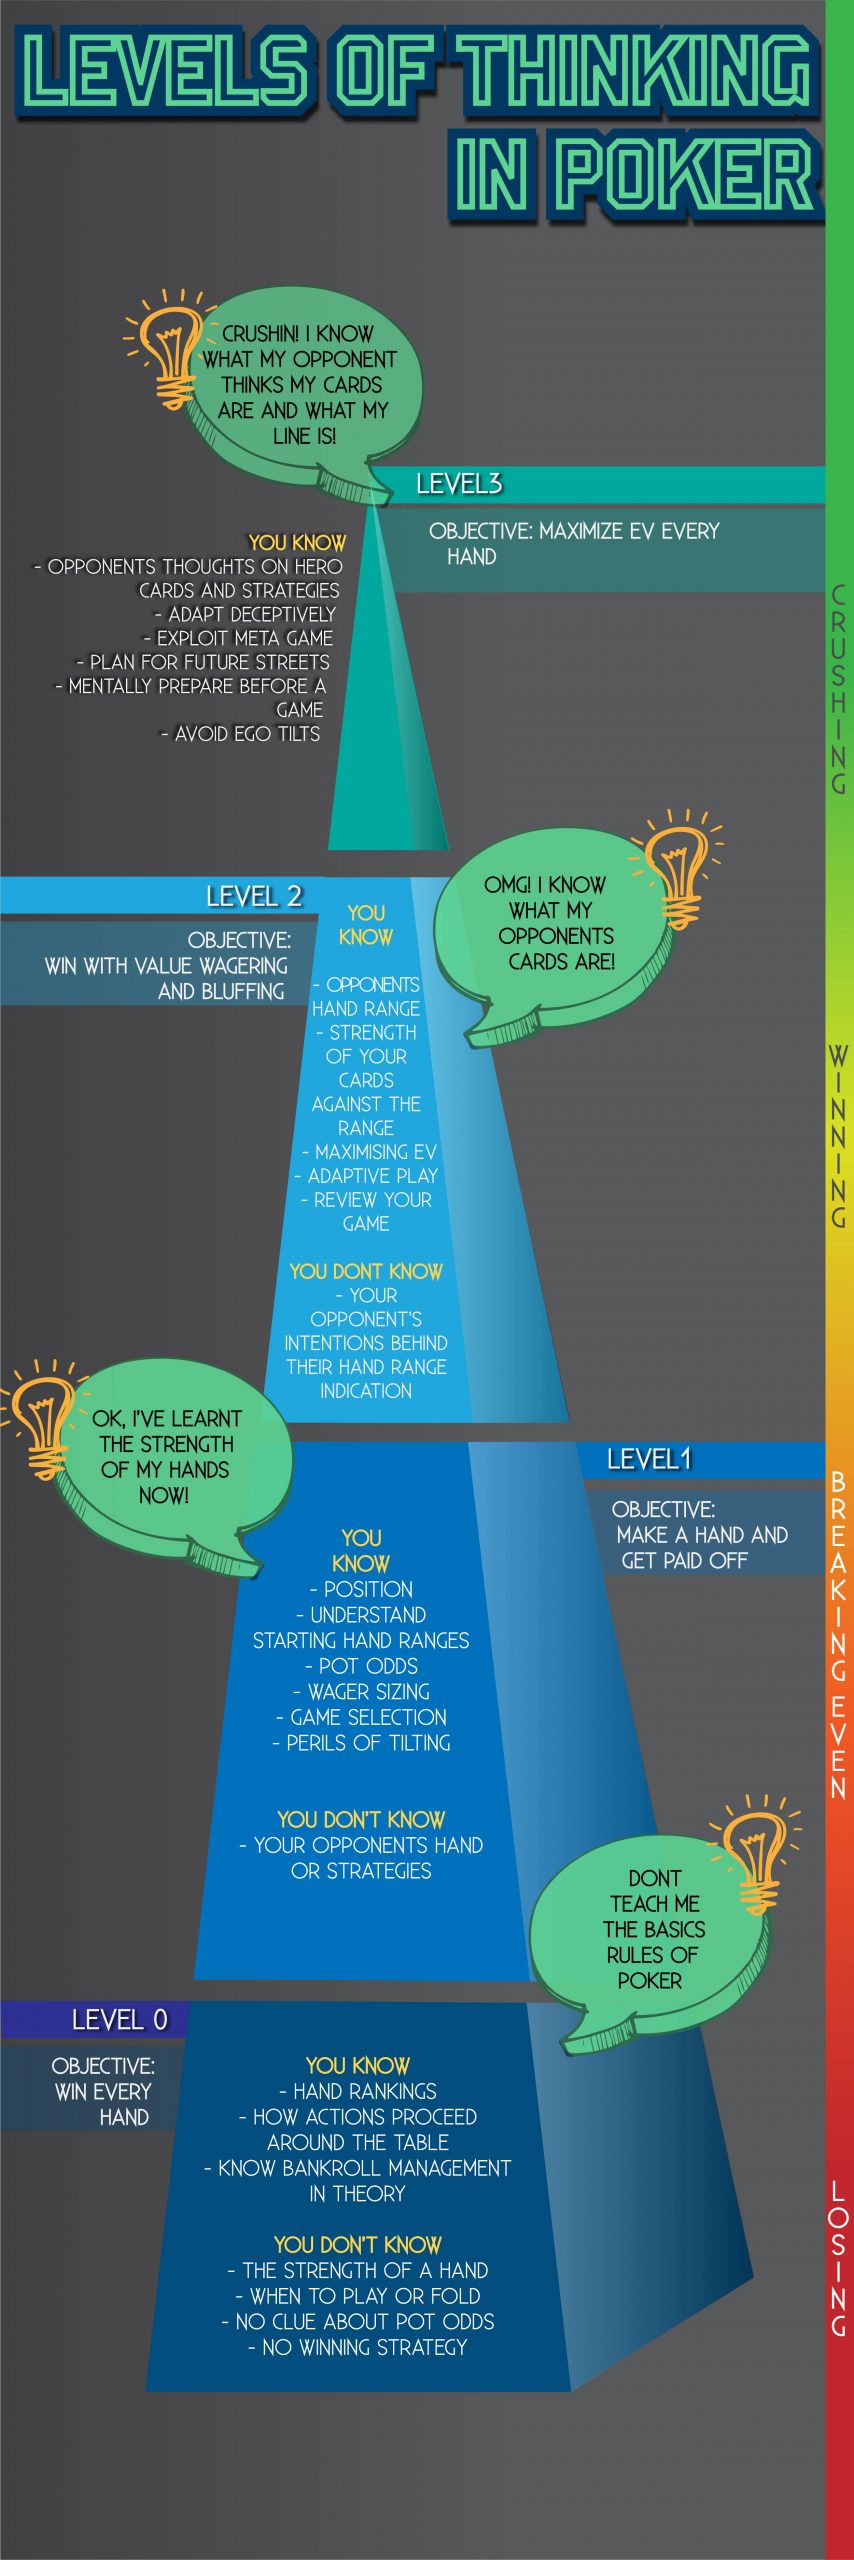 LEVELS OF THINKING
IN POKER
CRUSHIN! I KNOW
WHAT MY OPPONENT
THINKS MY CARDS
ARE AND WHAT MY
LINE IS!
LEVEL3
OBJECTIVE: MAXIMIZE EV EVERY
HAND
YOU KNOW
- OPPONENTS THOUGHTS ON HERO
CARDS AND STRATEGIES
- ADAPT DECEPTIVELY
- EXPLOIT META GAME
- PLAN FOR FUTURE STREETS
- MENTALLY PREPARE BEFORE A
GAME
- AVOID EGO TILTS
CRUSHING
LEVEL 2
OBJECTIVE:
WIN WITH VALUE WAGERING
AND BLUFFING
YOU
KNOW
- OPPONENTS
HAND RANGE
- STRENGTH
OF YOUR
CARDS
AGAINST THE
RANGE
- MAXIMISING EV
- ADAPTIVE PLAY
- REVIEW YOUR
GAME
YOU DONT KNOW
- YOUR
OPPONENT'S
INTENTIONS BEHIND
THEIR HAND RANGE
INDICATION
OMG! I KNOW
WHAT MY
OPPONENTS
CARDS ARE!
WINNING
OK, I'VE LEARNT
THE STRENGTH
OF MY HANDS
NOW!
LEVEL1
OBJECTIVE:
MAKE A HAND AND
GET PAID OFF
YOU
KNOW
- POSITION
- UNDERSTAND
STARTING HAND RANGES
- POT ODDS
- WAGER SIZING
- GAME SELECTION
- PERILS OF TILTING
YOU DON'T KNOW
- YOUR OPPONENTS HAND
OR STRATEGIES
BREAKING EVEN
DONT
TEACH ME
THE BASICS
RULES OF
POKER
LEVEL 0
OBJECTIVE:
WIN EVERY
HAND
YOU KNOW
- HAND RANKINGS
- HOW ACTIONS PROCEED
AROUND THE TABLE
- KNOW BANKROLL MANAGEMENT
IN THEORY
YOU DON'T KNOW
- THE STRENGTH OF A HAND
- WHEN TO PLAY OR FOLD
- NO CLUE ABOUT POT ODDS
- NO WINNING STRATEGY
LOSING